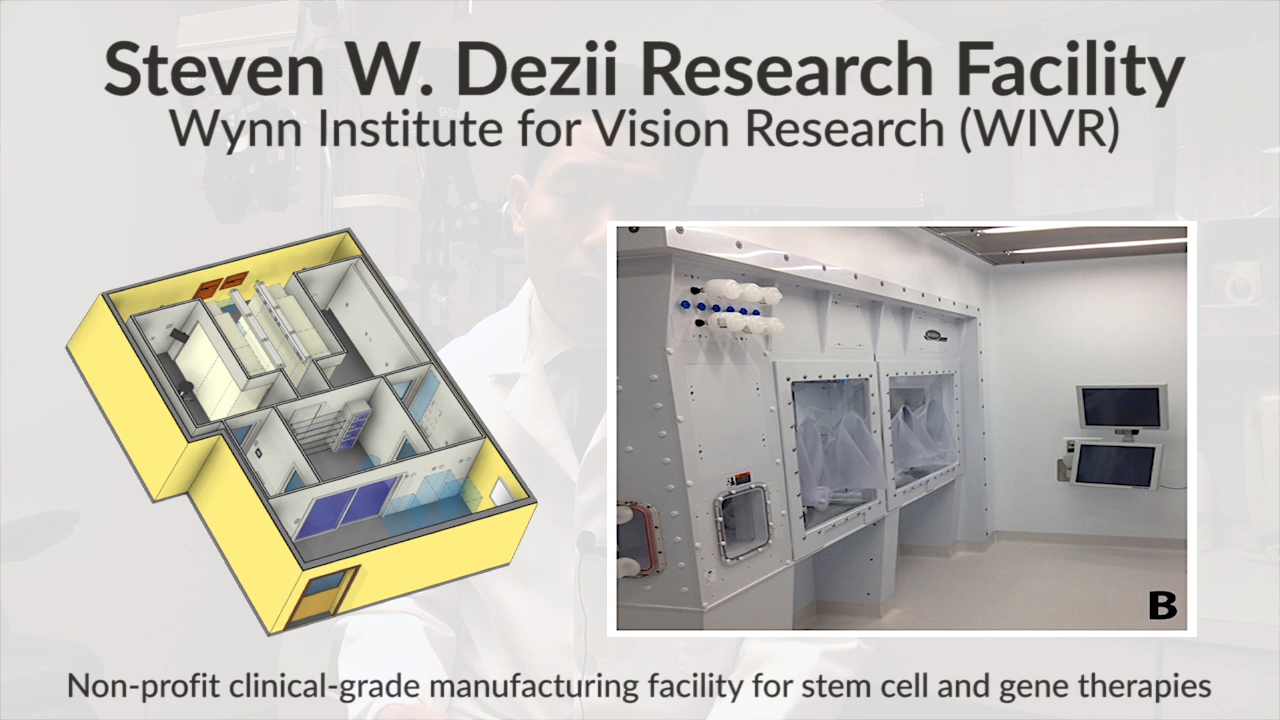 Steven W. Dezii Research Facility
Wynn Institute for Vision Research (WIVR)
B
Non-profit clinical-grade manufacturing facility for stem cell and gene therapies